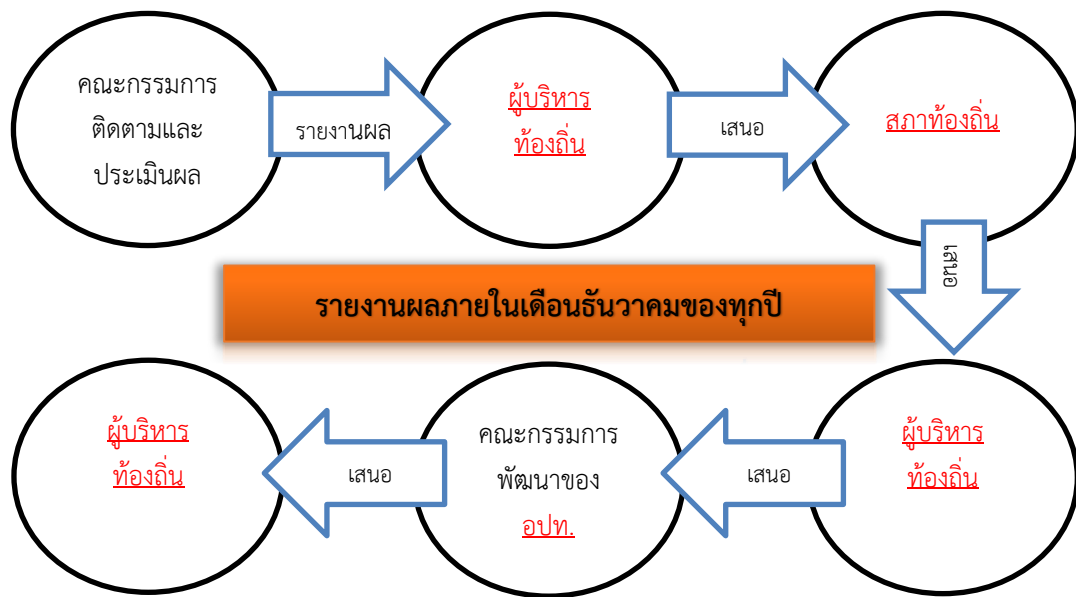 คณะกรรมการ
ติดตามและ
ประเมินผล
รายงานผล
ผู้บริหาร
ท้องถิ่น
เสนอ
สภาท้องถิ่น
เสนอ
รายงานผลภายในเดือนธันวาคมของทุกปี
ผู้บริหาร
ท้องถิ่น
เสนอ
คณะกรรมการ
พัฒนาของ
อปท.
เสนอ
ผู้บริหาร
ท้องถิ่น